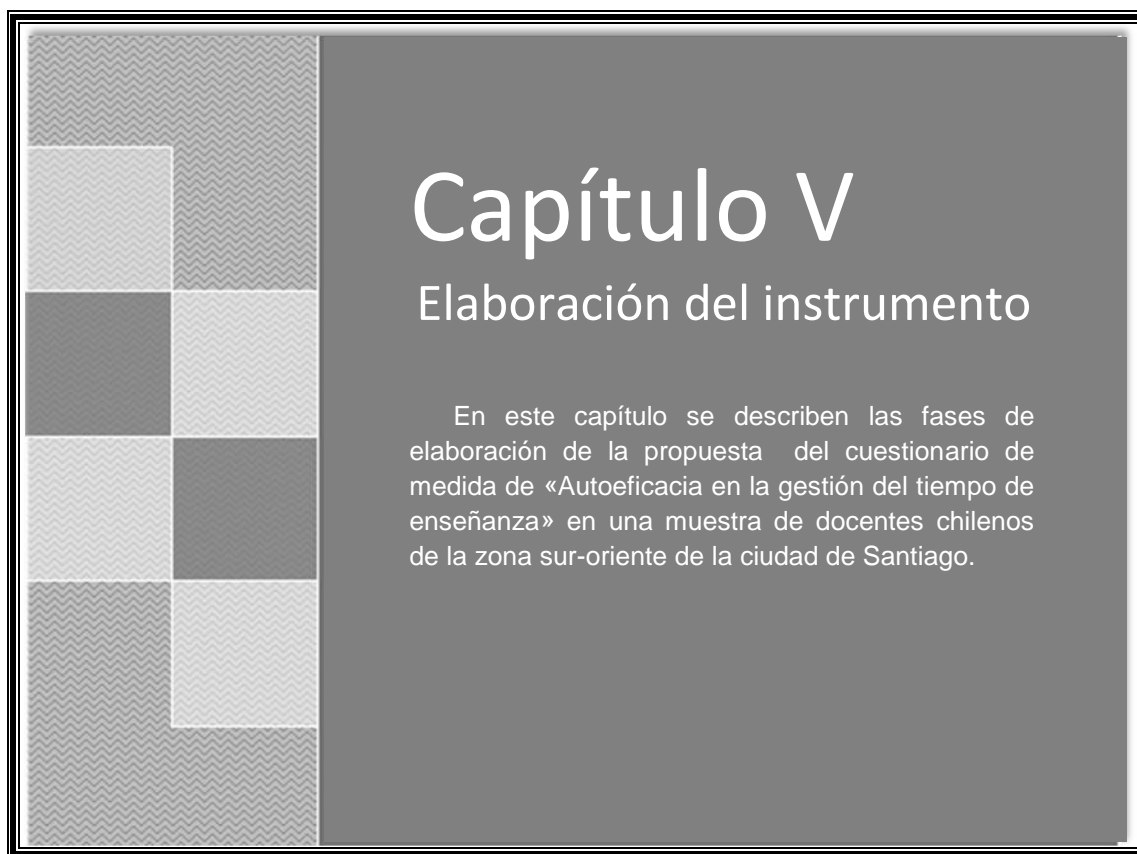 Capítulo V
Elaboración del instrumento
En este capítulo se describen las fases de
elaboración de la propuesta del cuestionario de
medida de «Autoeficacia en la gestión del tiempo de
enseñanza» en una muestra de docentes chilenos
de la zona sur-oriente de la ciudad de Santiago.